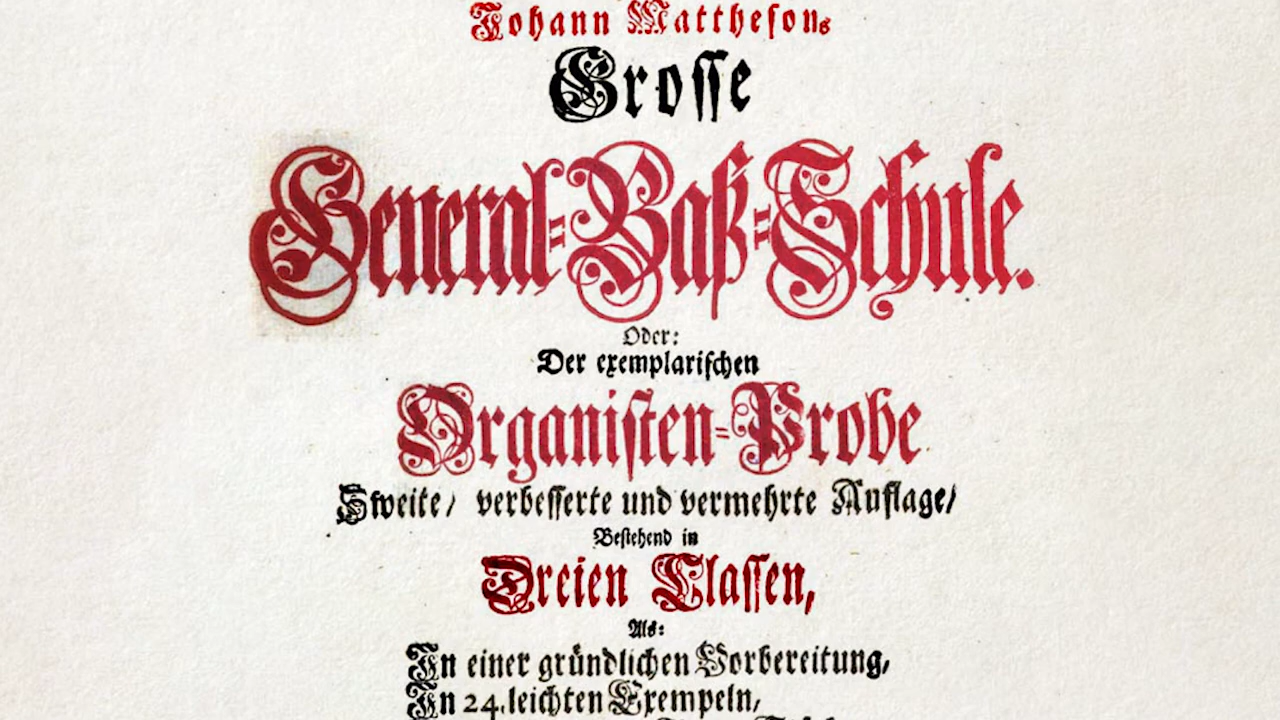 Johann Matthesons
Grosse
General-Baß-Schule.
Oder:
Der exemplarischen
Organisten-Probe
Zweite/ verbesserte und vermehrte Auflage/
Bestehend in
Dreien Classen,
Als:
In einer gründlichen Vorbereitung,
In 24. leichten Exempeln,